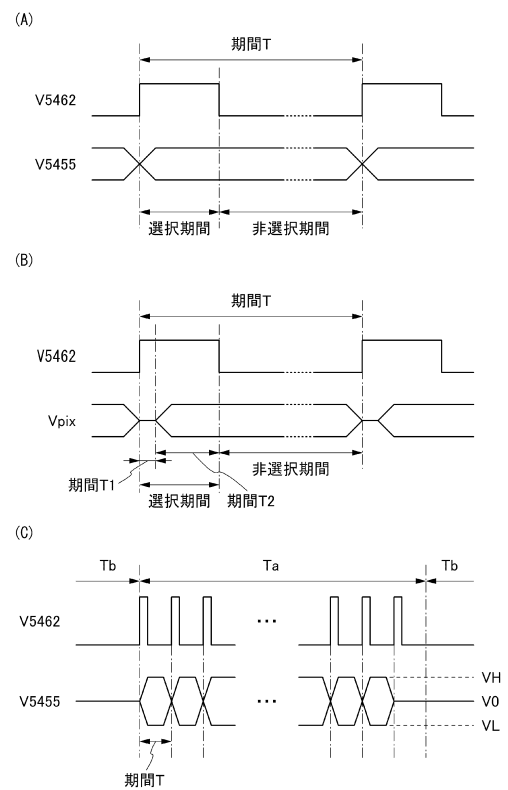 (A)
期間T
V5462
V5455
選択期間
非選択期間
(B)
期間T
V5462
Vpix
非選択期間
期間T1
期間T2
選択期間
(C)
Tb
Ta
Tb
V5462
VH
V5455
V0
VL
期間T